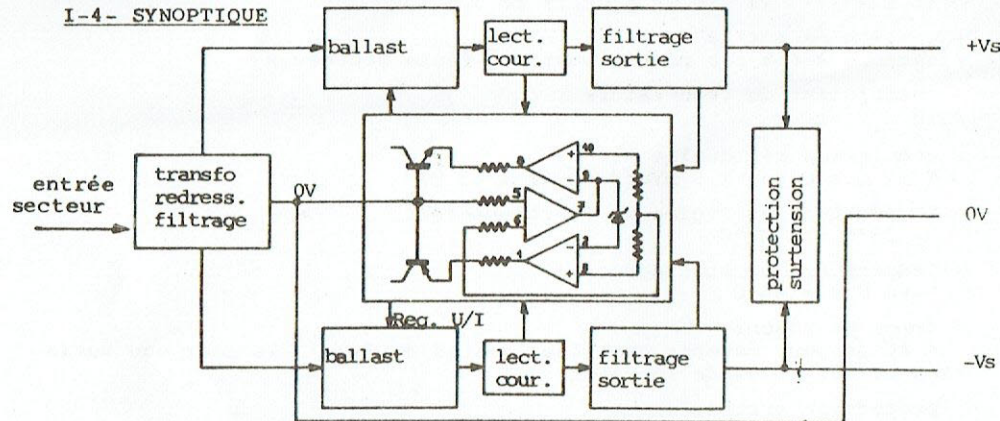 I-4- SYNOPTIQUE
ballast
lect.
cour.
filtrage
sortie
+Vs
entrée
secteur
transfo
redress.
filtrage
0V
8
+
10
-
9
5
6
7
1
-
2
+
3
protection
surtension
0V
Reg. U/I
ballast
lect.
cour.
filtrage
sortie
-Vs